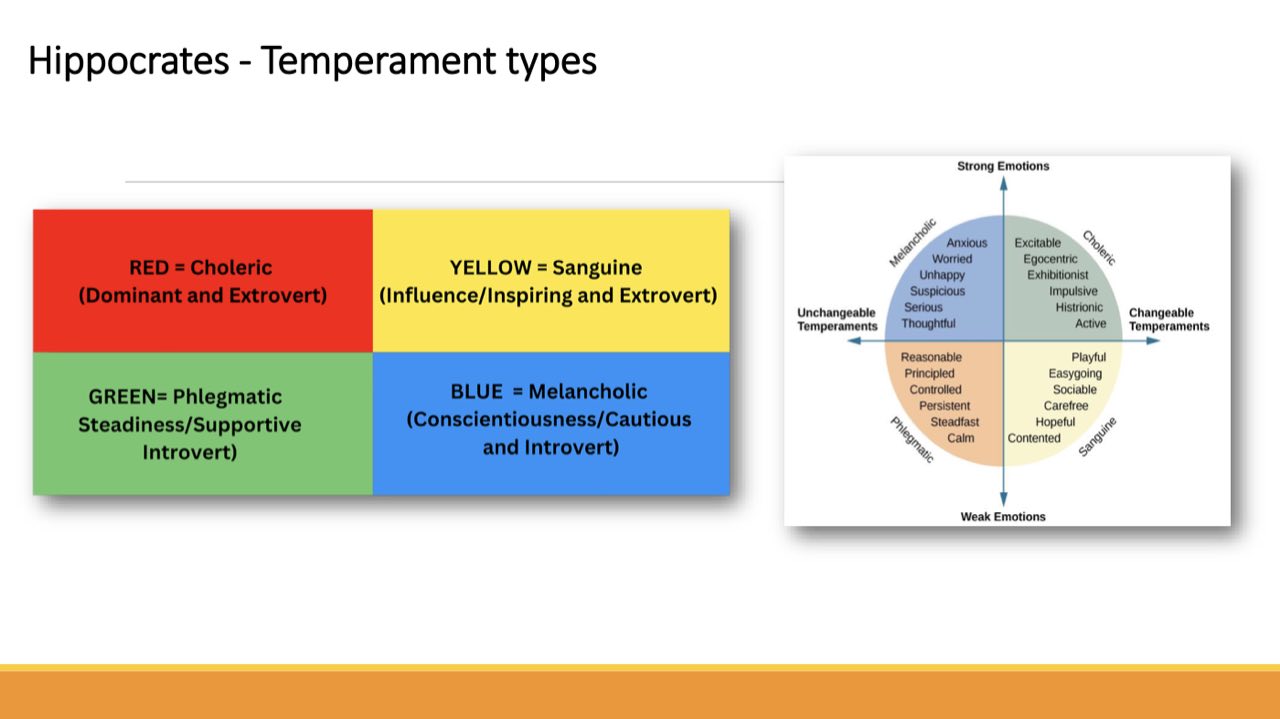 Hippocrates - Temperament types
RED = Choleric
(Dominant and Extrovert)
YELLOW = Sanguine
(Influence/Inspiring and Extrovert)
GREEN= Phlegmatic
Steadiness/Supportive
Introvert)
BLUE = Melancholic
(Conscientiousness/Cautious
and Introvert)
Strong Emotions
Melancholic
Anxious
Worried
Unhappy
Suspicious
Serious
Thoughtful
Choleric
Excitable
Egocentric
Exhibitionist
Impulsive
Histrionic
Active
Unchangeable
Temperaments
Changeable
Temperaments
Reasonable
Principled
Controlled
Persistent
Steadfast
Calm
Phlegmatic
Playful
Easygoing
Sociable
Carefree
Hopeful
Contented
Sanguine
Weak Emotions